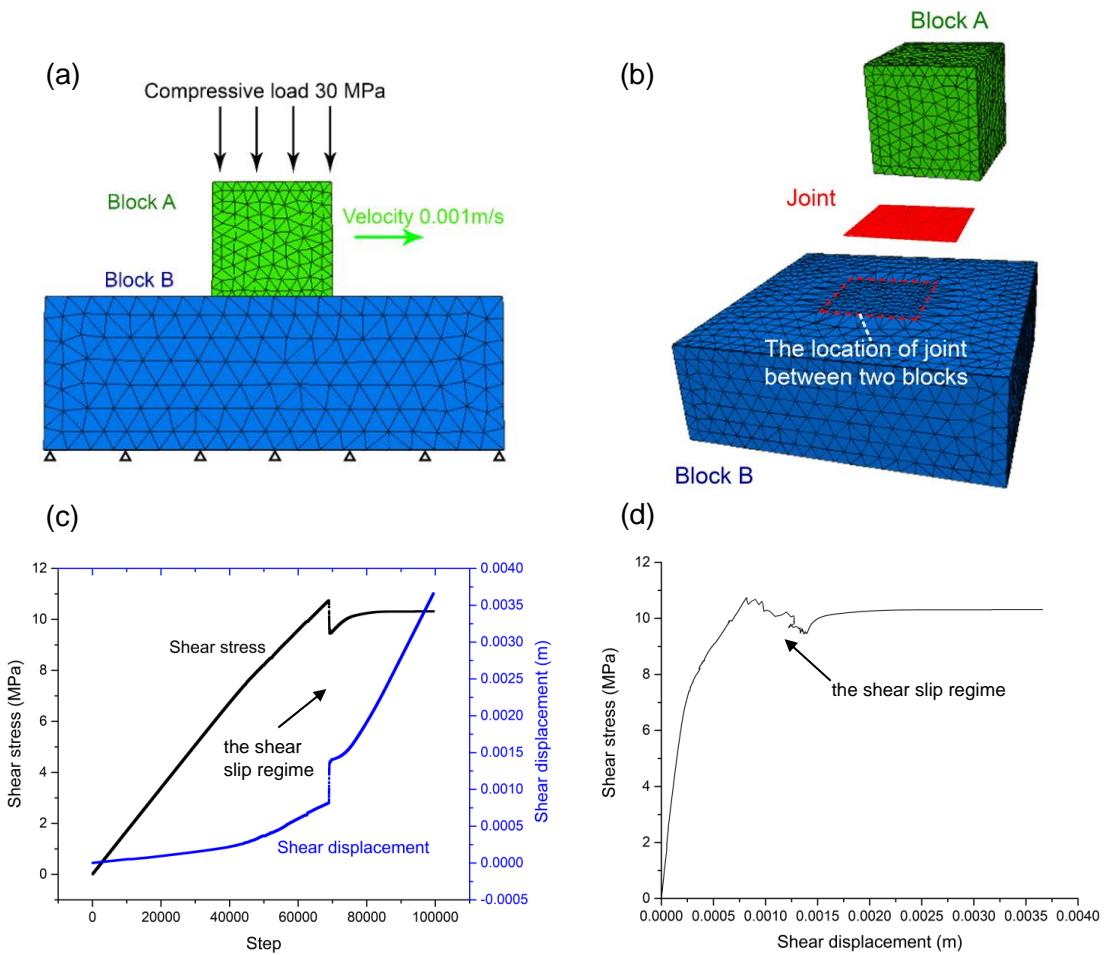 (a)
Compressive load 30 MPa
Block A
Velocity 0.001m/s
Block B
(b)
Block A
Joint
The location of joint
between two blocks
Block B
(c)
Shear stress (MPa)
12
10
8
6
4
2
0
Shear stress
the shear
slip regime
Shear displacement
0.0040
0.0035
0.0030
0.0025
0.0020
0.0015
0.0010
0.0005
0.0000
-0.0005
Shear displacement (m)
0 20000 40000 60000 80000 100000
Step
(d)
Shear stress (MPa)
12
10
8
6
4
2
0
the shear slip regime
0.0000 0.0005 0.0010 0.0015 0.0020 0.0025 0.0030 0.0035 0.0040
Shear displacement (m)